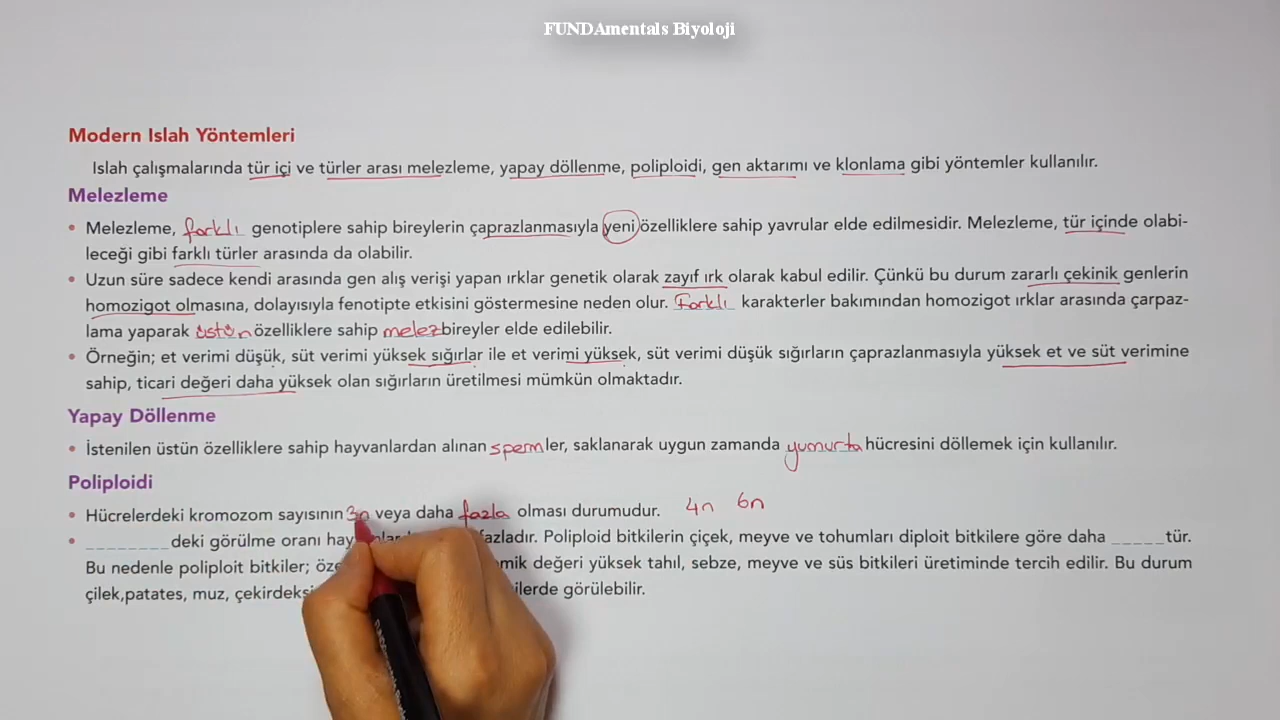 FUNDAmentals Biyoloji
Modern Islah Yöntemleri
Islah çalışmalarında tür içi ve türler arası melezleme, yapay döllenme, poliploidi, gen aktarımı ve klonlama gibi yöntemler kullanılır.
Melezleme
• Melezleme, farklı genotiplere sahip bireylerin çaprazlanmasıyla yeni özelliklere sahip yavrular elde edilmesidir. Melezleme, tür içinde olabi-
leceği gibi farklı türler arasında da olabilir.
• Uzun süre sadece kendi arasında gen alış verişi yapan ırklar genetik olarak zayıf ırk olarak kabul edilir. Çünkü bu durum zararlı çekinik genlerin
homozigot olmasına, dolayısıyla fenotipte etkisini göstermesine neden olur. Farklı karakterler bakımından homozigot ırklar arasında çarpaz-
lama yaparak üstün özelliklere sahip melez bireyler elde edilebilir.
• Örneğin; et verimi düşük, süt verimi yüksek sığırlar ile et verimi yüksek, süt verimi düşük sığırların çaprazlanmasıyla yüksek et ve süt verimine
sahip, ticari değeri daha yüksek olan sığırların üretilmesi mümkün olmaktadır.
Yapay Döllenme
• İstenilen üstün özelliklere sahip hayvanlardan alınan spermler, saklanarak uygun zamanda yumurta hücresini döllemek için kullanılır.
Poliploidi
• Hücrelerdeki kromozom sayısının 3n veya daha fazla olması durumudur. 4n 6n
• ________deki görülme oranı fazladır. Poliploid bitkilerin çiçek, meyve ve tohumları diploit bitkilere göre daha _____tür.
Bu nedenle poliploit bitkiler; değeri yüksek tahıl, sebze, meyve ve süs bitkileri üretiminde tercih edilir. Bu durum
çilek,patates, muz, görülebilir.